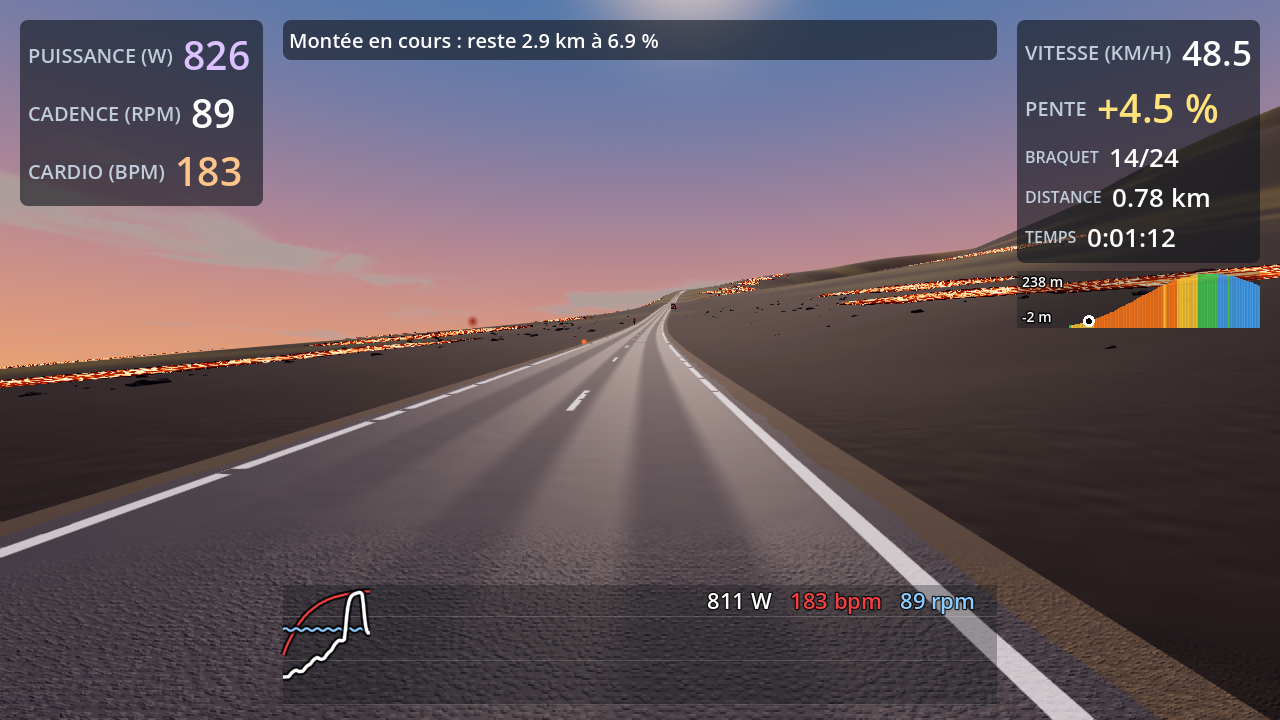 PUISSANCE (W) 826
CADENCE (RPM) 89
CARDIO (BPM) 183
Montée en cours : reste 2.9 km à 6.9 %
VITESSE (KM/H) 48.5
PENTE +4.5 %
BRAQUET 14/24
DISTANCE 0.78 km
TEMPS 0:01:12
238 m
-2 m
811 W 183 bpm 89 rpm